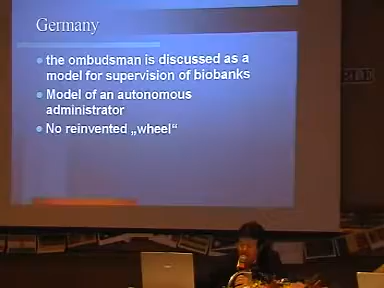 Germany
the ombudsman is discussed as a
model for supervision of biobanks
Model of an autonomous
administrator
No reinvented „wheel“